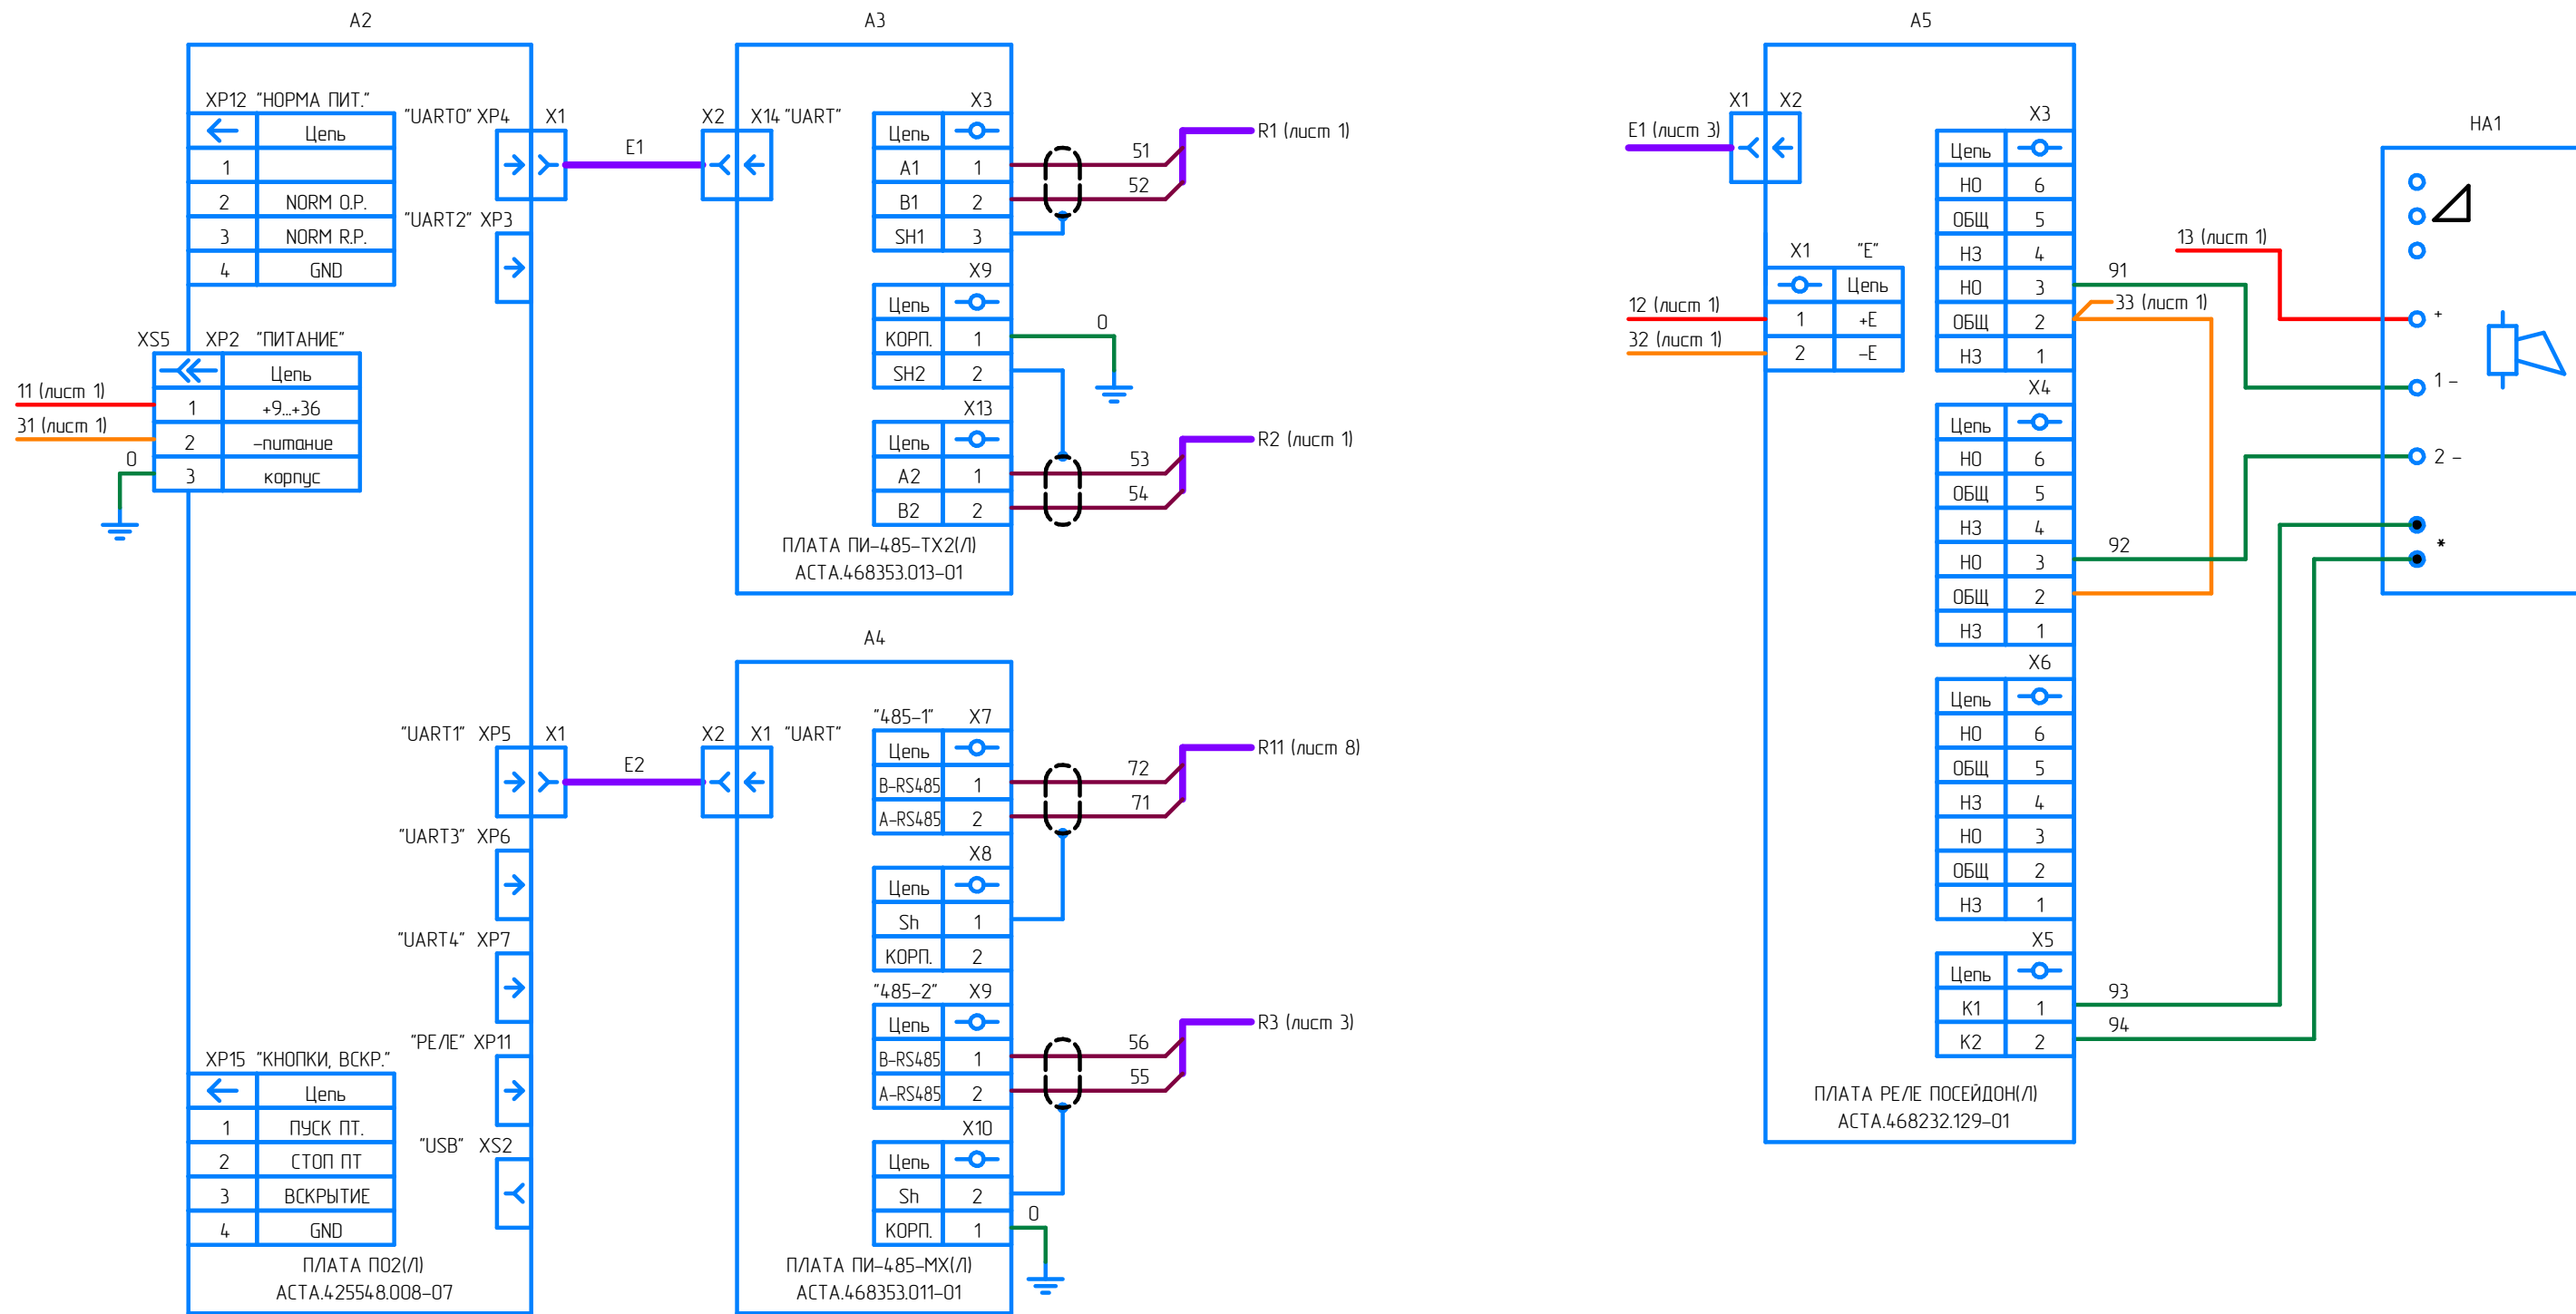 A2
XP12 "НОРМА ПИТ."
Цепь
1
2 NORM O.P.
3 NORM R.P.
4 GND
XS5 XP2 "ПИТАНИЕ"
Цепь
1 +9...+36
2 -питание
3 корпус
11 (лист 1)
31 (лист 1)
0
XP15 "КНОПКИ, ВСКР."
Цепь
1 ПУСК ПТ.
2 СТОП ПТ
3 ВСКРЫТИЕ
4 GND
"UART0" XP4 X1
"UART2" XP3
"UART1" XP5 X1
"UART3" XP6
"UART4" XP7
"РЕЛЕ" XP11
"USB" XS2
ПЛАТА ПО2(Л)
АСТА.425548.008-07
E1
E2
A3
X2 X14 "UART"
X3
Цепь
A1 1
B1 2
SH1 3
X9
Цепь
КОРП. 1
SH2 2
X13
Цепь
A2 1
B2 2
51
52
R1 (лист 1)
0
53
54
R2 (лист 1)
ПЛАТА ПИ-485-ТХ2(Л)
АСТА.468353.013-01
A4
X2 X1 "UART"
"485-1" X7
Цепь
B-RS485 1
A-RS485 2
X8
Цепь
Sh 1
КОРП. 2
"485-2" X9
Цепь
B-RS485 1
A-RS485 2
X10
Цепь
Sh 2
КОРП. 1
72
71
R11 (лист 8)
56
55
R3 (лист 3)
0
ПЛАТА ПИ-485-МХ(Л)
АСТА.468353.011-01
A5
X1 X2
E1 (лист 3)
X1 "E"
Цепь
1 +E
2 -E
12 (лист 1)
32 (лист 1)
X3
Цепь
НО 6
ОБЩ 5
НЗ 4
НО 3
ОБЩ 2
НЗ 1
X4
Цепь
НО 6
ОБЩ 5
НЗ 4
НО 3
ОБЩ 2
НЗ 1
X6
Цепь
НО 6
ОБЩ 5
НЗ 4
НО 3
ОБЩ 2
НЗ 1
X5
Цепь
К1 1
К2 2
ПЛАТА РЕЛЕ ПОСЕЙДОН(Л)
АСТА.468232.129-01
13 (лист 1)
91
33 (лист 1)
92
93
94
HA1
+
1 -
2 -
*